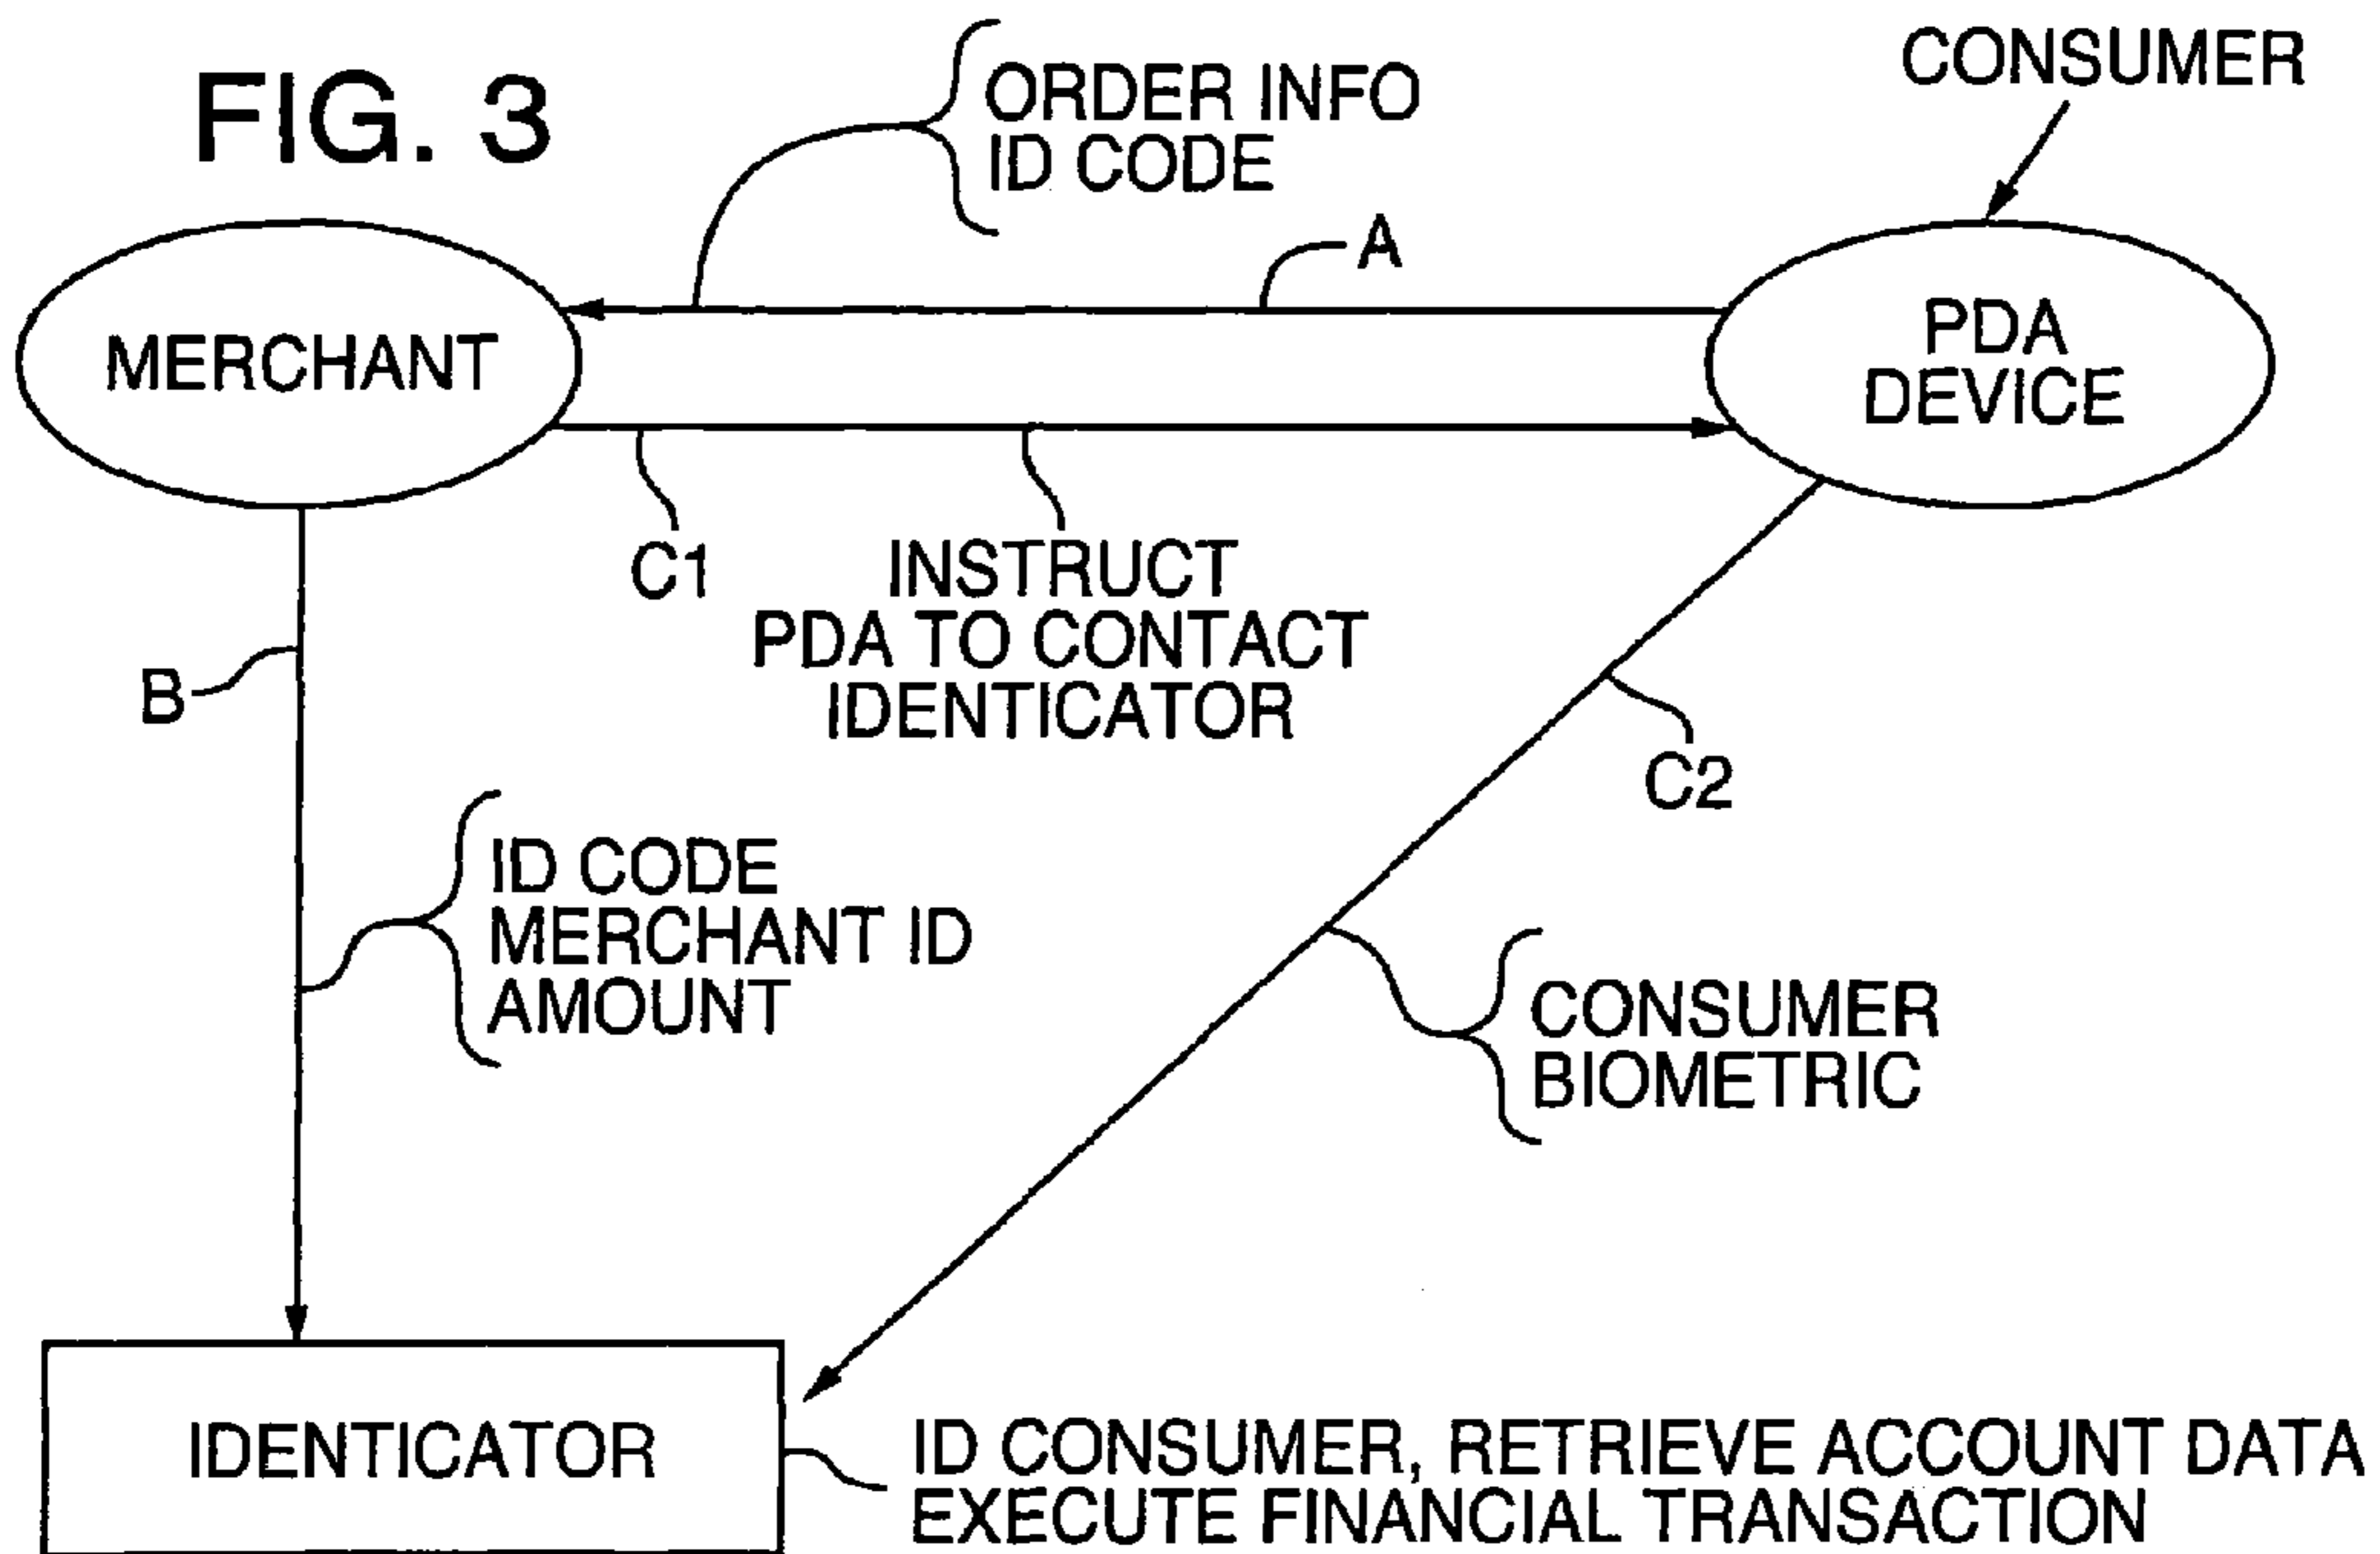 FIG. 3
ORDER INFO
ID CODE
CONSUMER
A
MERCHANT
PDA
DEVICE
C1
INSTRUCT
PDA TO CONTACT
IDENTICATOR
B
C2
ID CODE
MERCHANT ID
AMOUNT
CONSUMER
BIOMETRIC
IDENTICATOR
ID CONSUMER, RETRIEVE ACCOUNT DATA
EXECUTE FINANCIAL TRANSACTION